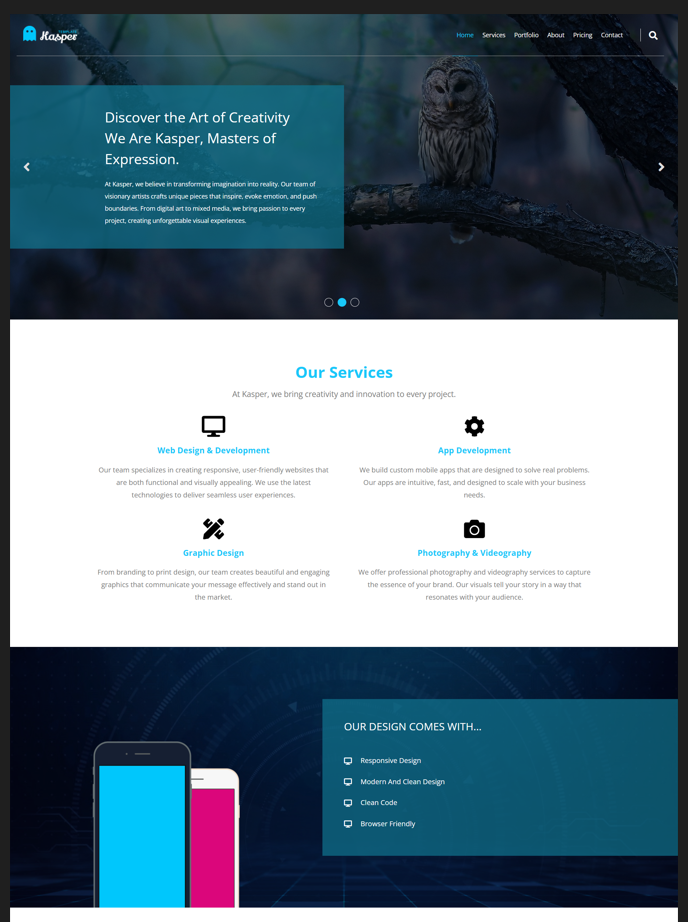 Kasper
Home Services Portfolio About Pricing Contact
Discover the Art of Creativity
We Are Kasper, Masters of
Expression.
At Kasper, we believe in transforming imagination into reality. Our team of
visionary artists crafts unique pieces that inspire, evoke emotion, and push
boundaries. From digital art to mixed media, we bring passion to every
project, creating unforgettable visual experiences.
Our Services
At Kasper, we bring creativity and innovation to every project.
Web Design & Development
Our team specializes in creating responsive, user-friendly websites that
are both functional and visually appealing. We use the latest
technologies to deliver seamless user experiences.
App Development
We build custom mobile apps that are designed to solve real problems.
Our apps are intuitive, fast, and designed to scale with your business
needs.
Graphic Design
From branding to print design, our team creates beautiful and engaging
graphics that communicate your message effectively and stand out in
the market.
Photography & Videography
We offer professional photography and videography services to capture
the essence of your brand. Our visuals tell your story in a way that
resonates with your audience.
OUR DESIGN COMES WITH...
Responsive Design
Modern And Clean Design
Clean Code
Browser Friendly